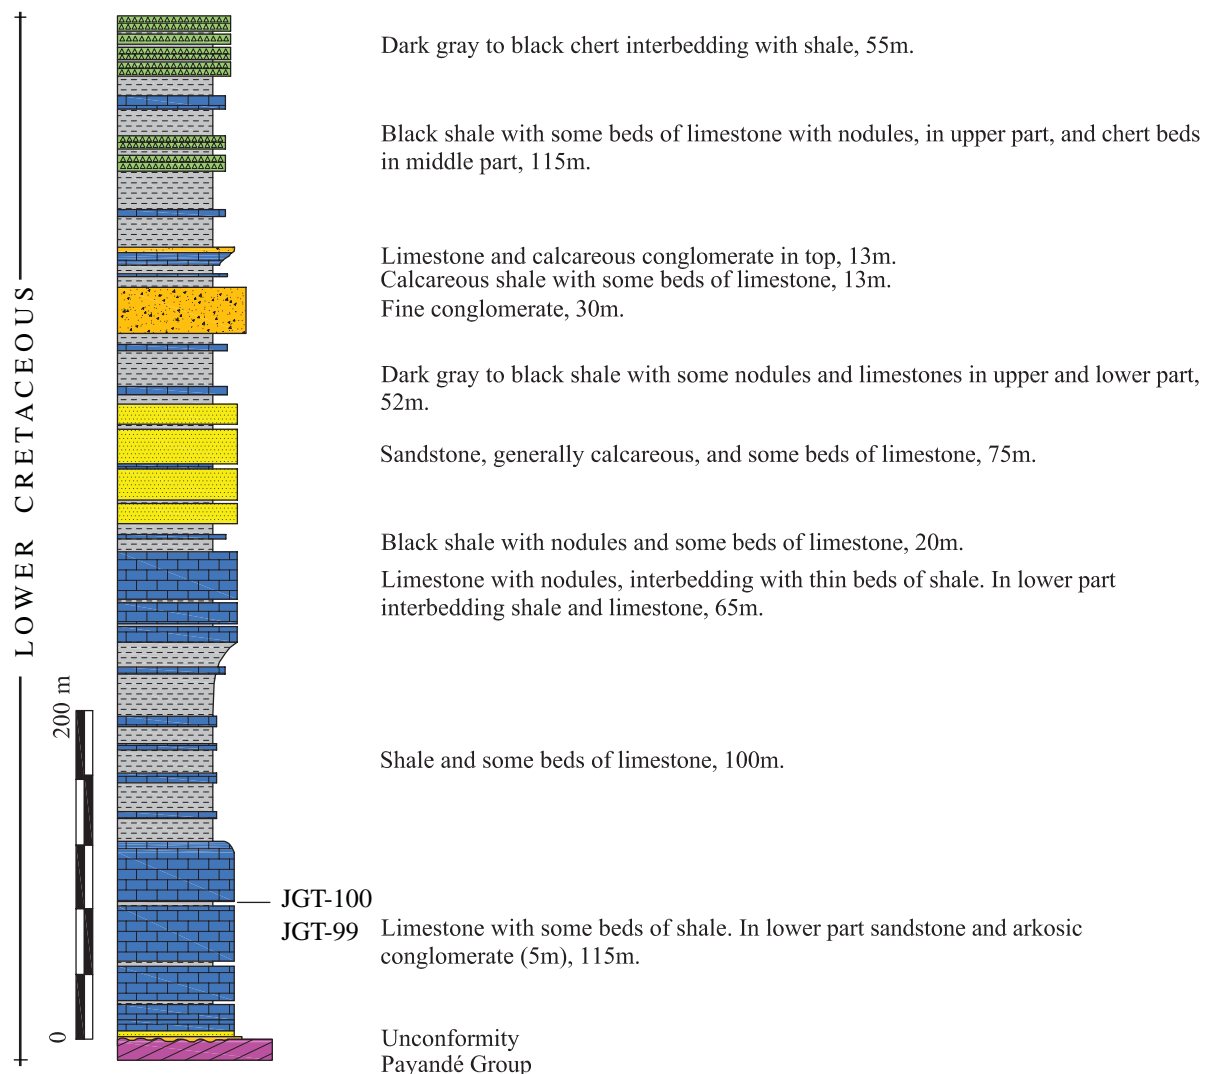 Dark gray to black chert interbedding with shale, 55m.
Black shale with some beds of limestone with nodules, in upper part, and chert beds
in middle part, 115m.
Limestone and calcareous conglomerate in top, 13m.
Calcareous shale with some beds of limestone, 13m.
Fine conglomerate, 30m.
LOWER CRETACEOUS
Dark gray to black shale with some nodules and limestones in upper and lower part,
52m.
Sandstone, generally calcareous, and some beds of limestone, 75m.
Black shale with nodules and some beds of limestone, 20m.
Limestone with nodules, interbedding with thin beds of shale. In lower part
interbedding shale and limestone, 65m.
200 m
Shale and some beds of limestone, 100m.
JGT-100
JGT-99
Limestone with some beds of shale. In lower part sandstone and arkosic
conglomerate (5m), 115m.
0
Unconformity
Payandé Group